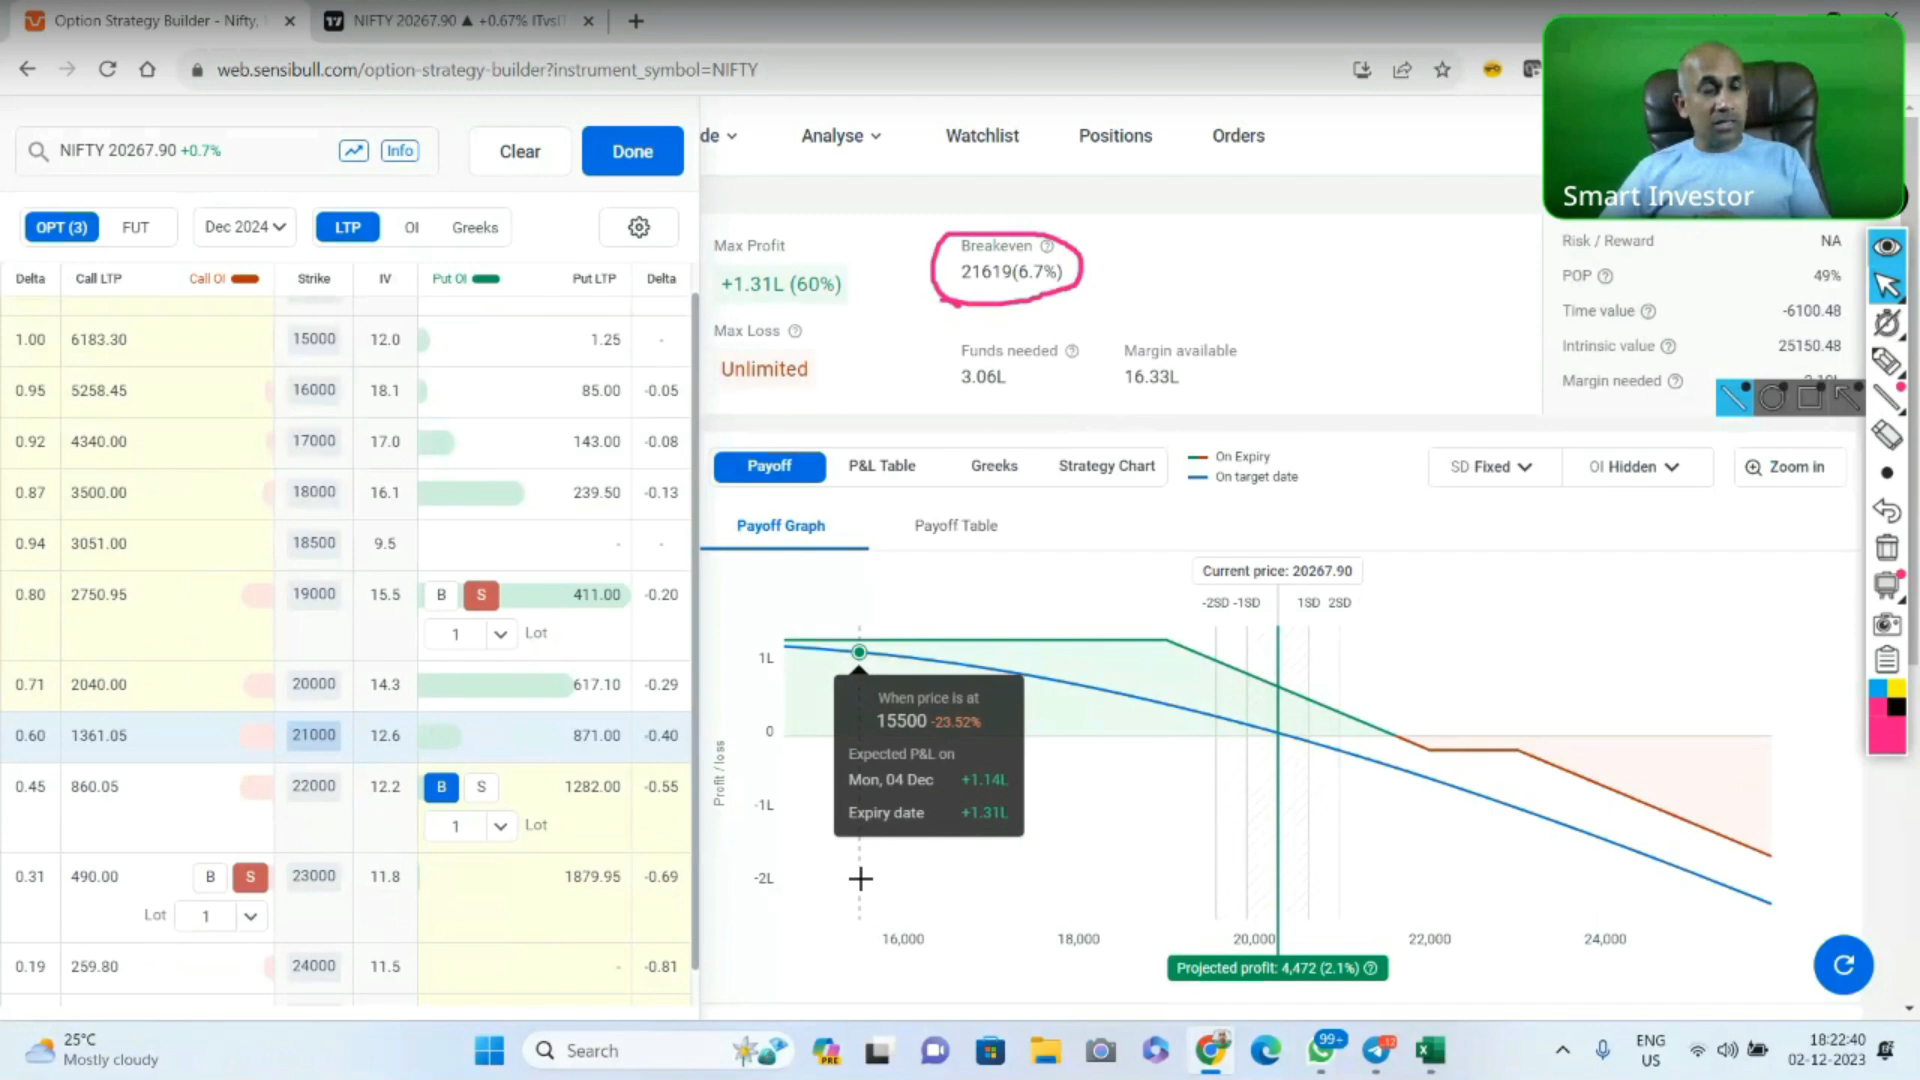 Option Strategy Builder - Nifty,
NIFTY 20267.90 ▲ +0.67% ITvsIT
web.sensibull.com/option-strategy-builder?instrument_symbol=NIFTY
NIFTY 20267.90 +0.7%
Info
Clear
Done
de
Analyse
Watchlist
Positions
Orders
Smart Investor
OPT (3)
FUT
Dec 2024
LTP
OI
Greeks
Delta
Call LTP
Call OI
Strike
IV
Put OI
Put LTP
Delta
1.00 6183.30 15000 12.0 1.25 -
0.95 5258.45 16000 18.1 85.00 -0.05
0.92 4340.00 17000 17.0 143.00 -0.08
0.87 3500.00 18000 16.1 239.50 -0.13
0.94 3051.00 18500 9.5 - -
0.80 2750.95 19000 15.5 B S 411.00 -0.20
1 Lot
0.71 2040.00 20000 14.3 617.10 -0.29
0.60 1361.05 21000 12.6 871.00 -0.40
0.45 860.05 22000 12.2 B S 1282.00 -0.55
1 Lot
0.31 490.00 B S 23000 11.8 1879.95 -0.69
Lot 1
0.19 259.80 24000 11.5 - -0.81
Max Profit
+1.31L (60%)
Max Loss
Unlimited
Breakeven
21619(6.7%)
Funds needed
3.06L
Margin available
16.33L
Risk / Reward NA
POP 49%
Time value -6100.48
Intrinsic value 25150.48
Margin needed
Payoff
P&L Table
Greeks
Strategy Chart
On Expiry
On target date
SD Fixed
OI Hidden
Zoom in
Payoff Graph
Payoff Table
Current price: 20267.90
-2SD -1SD 1SD 2SD
Profit / loss
1L
0
-1L
-2L
When price is at
15500 -23.52%
Expected P&L on
Mon, 04 Dec +1.14L
Expiry date +1.31L
16,000 18,000 20,000 22,000 24,000
Projected profit: 4,472 (2.1%)
25°C
Mostly cloudy
Search
PRE
99+
12
ENG
US
18:22:40
02-12-2023